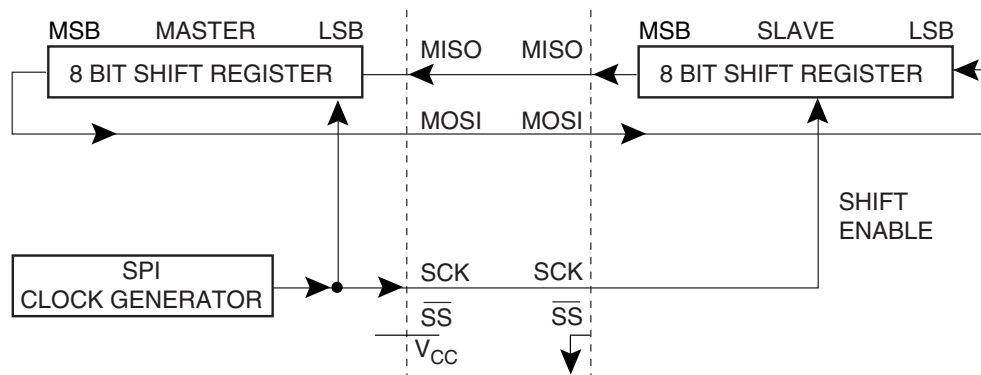 MSB MASTER LSB
8 BIT SHIFT REGISTER
MISO MISO
MSB SLAVE LSB
8 BIT SHIFT REGISTER
MOSI MOSI
SHIFT
ENABLE
SPI
CLOCK GENERATOR
SCK SCK
SS SS
VCC